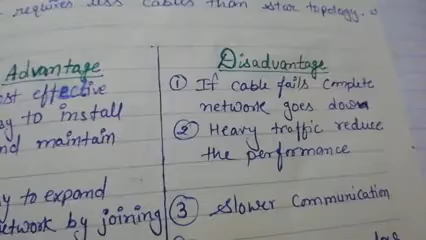 requires less cables than star topology.
Advantage
st effective
y to install
nd maintain
y to expand
etwork by joining
Disadvantage
① If cable fails complete
network goes down
② Heavy traffic reduce
the performance
③ slower communication